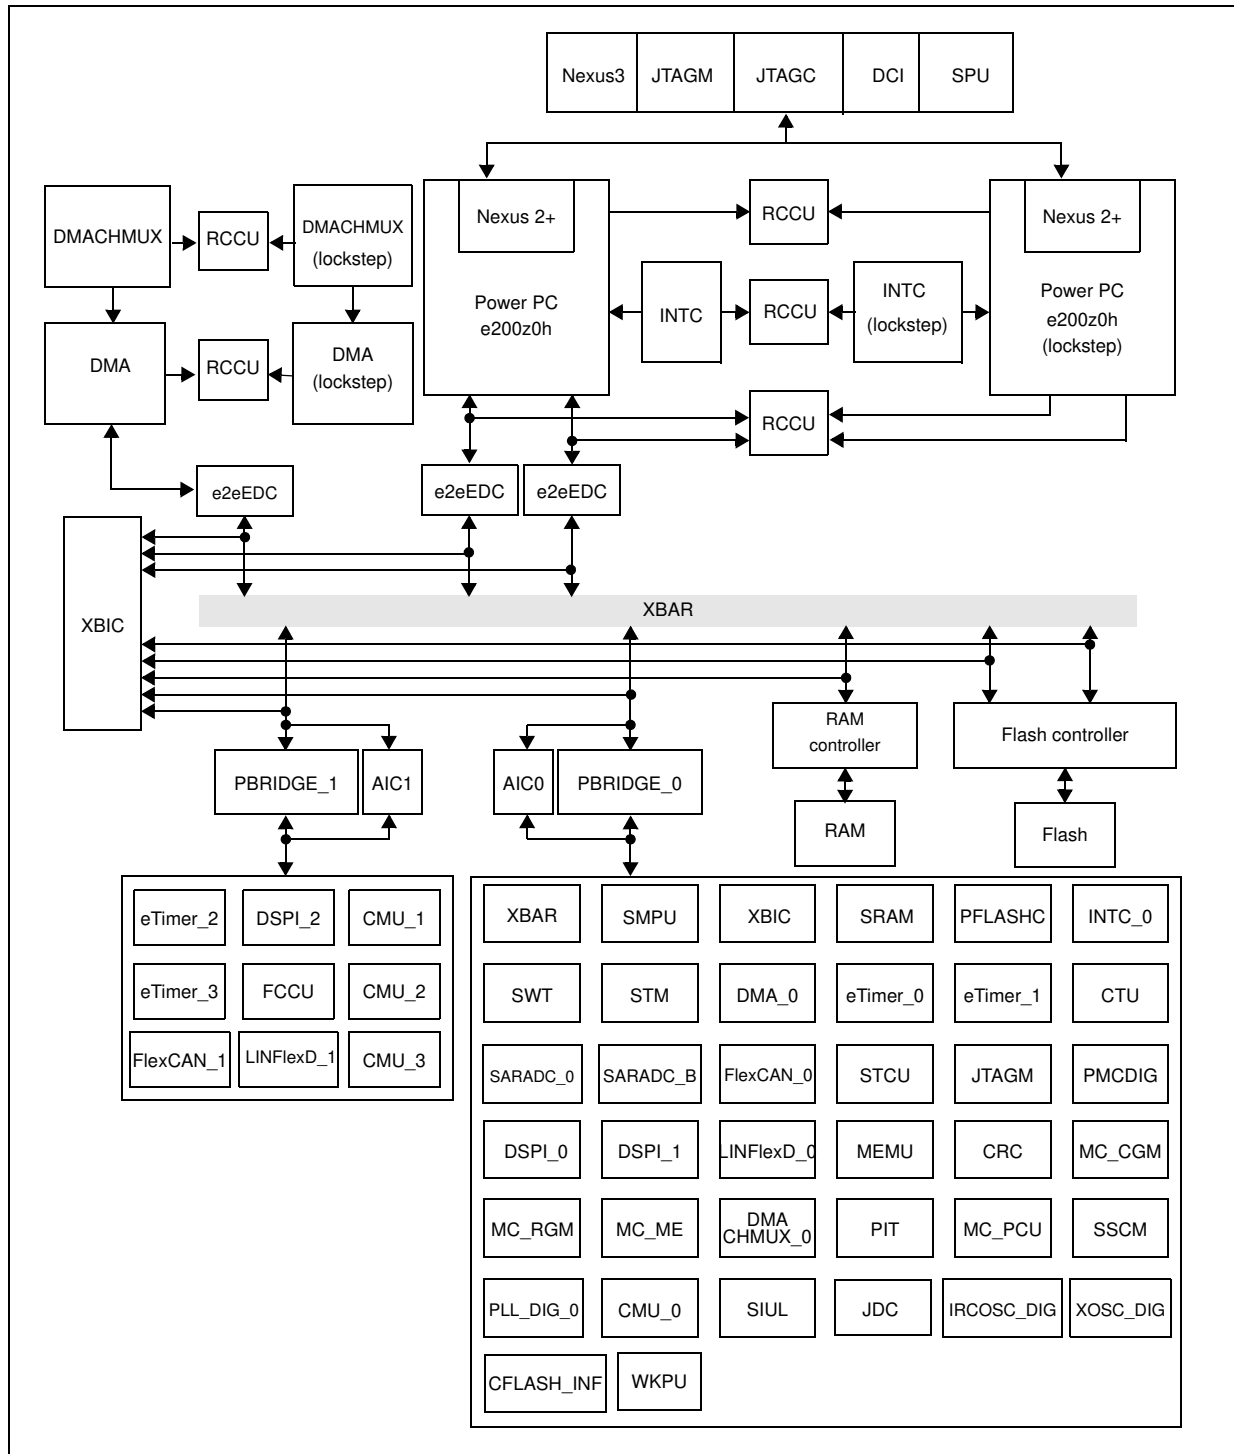 Nexus3
JTAGM
JTAGC
DCI
SPU
DMACHMUX
RCCU
DMACHMUX
(lockstep)
Nexus 2+
Power PC
e200z0h
RCCU
Nexus 2+
Power PC
e200z0h
(lockstep)
INTC
RCCU
INTC
(lockstep)
DMA
RCCU
DMA
(lockstep)
RCCU
e2eEDC
e2eEDC
e2eEDC
XBIC
XBAR
PBRIDGE_1
AIC1
AIC0
PBRIDGE_0
RAM
controller
Flash controller
RAM
Flash
eTimer_2
DSPI_2
CMU_1
eTimer_3
FCCU
CMU_2
FlexCAN_1
LINFlexD_1
CMU_3
XBAR
SMPU
XBIC
SRAM
PFLASHC
INTC_0
SWT
STM
DMA_0
eTimer_0
eTimer_1
CTU
SARADC_0
SARADC_B
FlexCAN_0
STCU
JTAGM
PMCDIG
DSPI_0
DSPI_1
LINFlexD_0
MEMU
CRC
MC_CGM
MC_RGM
MC_ME
DMA
CHMUX_0
PIT
MC_PCU
SSCM
PLL_DIG_0
CMU_0
SIUL
JDC
IRCOSC_DIG
XOSC_DIG
CFLASH_INF
WKPU